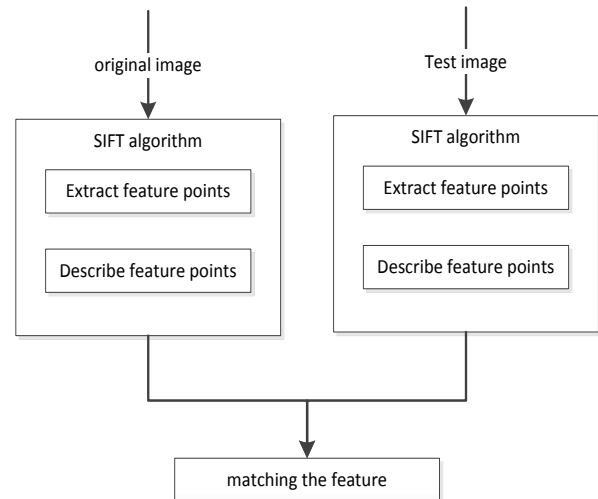 original image
SIFT algorithm
Extract feature points
Describe feature points
Test image
SIFT algorithm
Extract feature points
Describe feature points
matching the feature